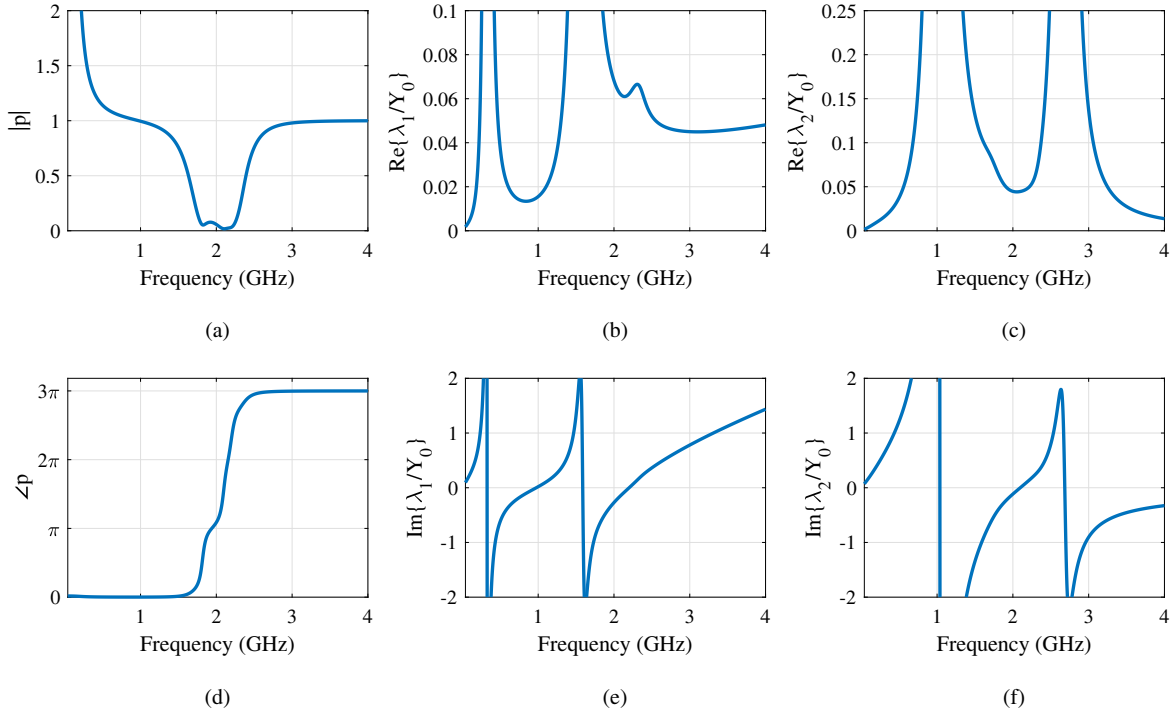 2
1.5
1
0.5
0
|p|
1 2 3 4
Frequency (GHz)
(a)
0.1
0.08
0.06
0.04
0.02
0
Re{λ1/Y0}
1 2 3 4
Frequency (GHz)
(b)
0.25
0.2
0.15
0.1
0.05
0
Re{λ2/Y0}
1 2 3 4
Frequency (GHz)
(c)
3π
2π
π
0
∠p
1 2 3 4
Frequency (GHz)
(d)
2
1
0
-1
-2
Im{λ1/Y0}
1 2 3 4
Frequency (GHz)
(e)
2
1
0
-1
-2
Im{λ2/Y0}
1 2 3 4
Frequency (GHz)
(f)